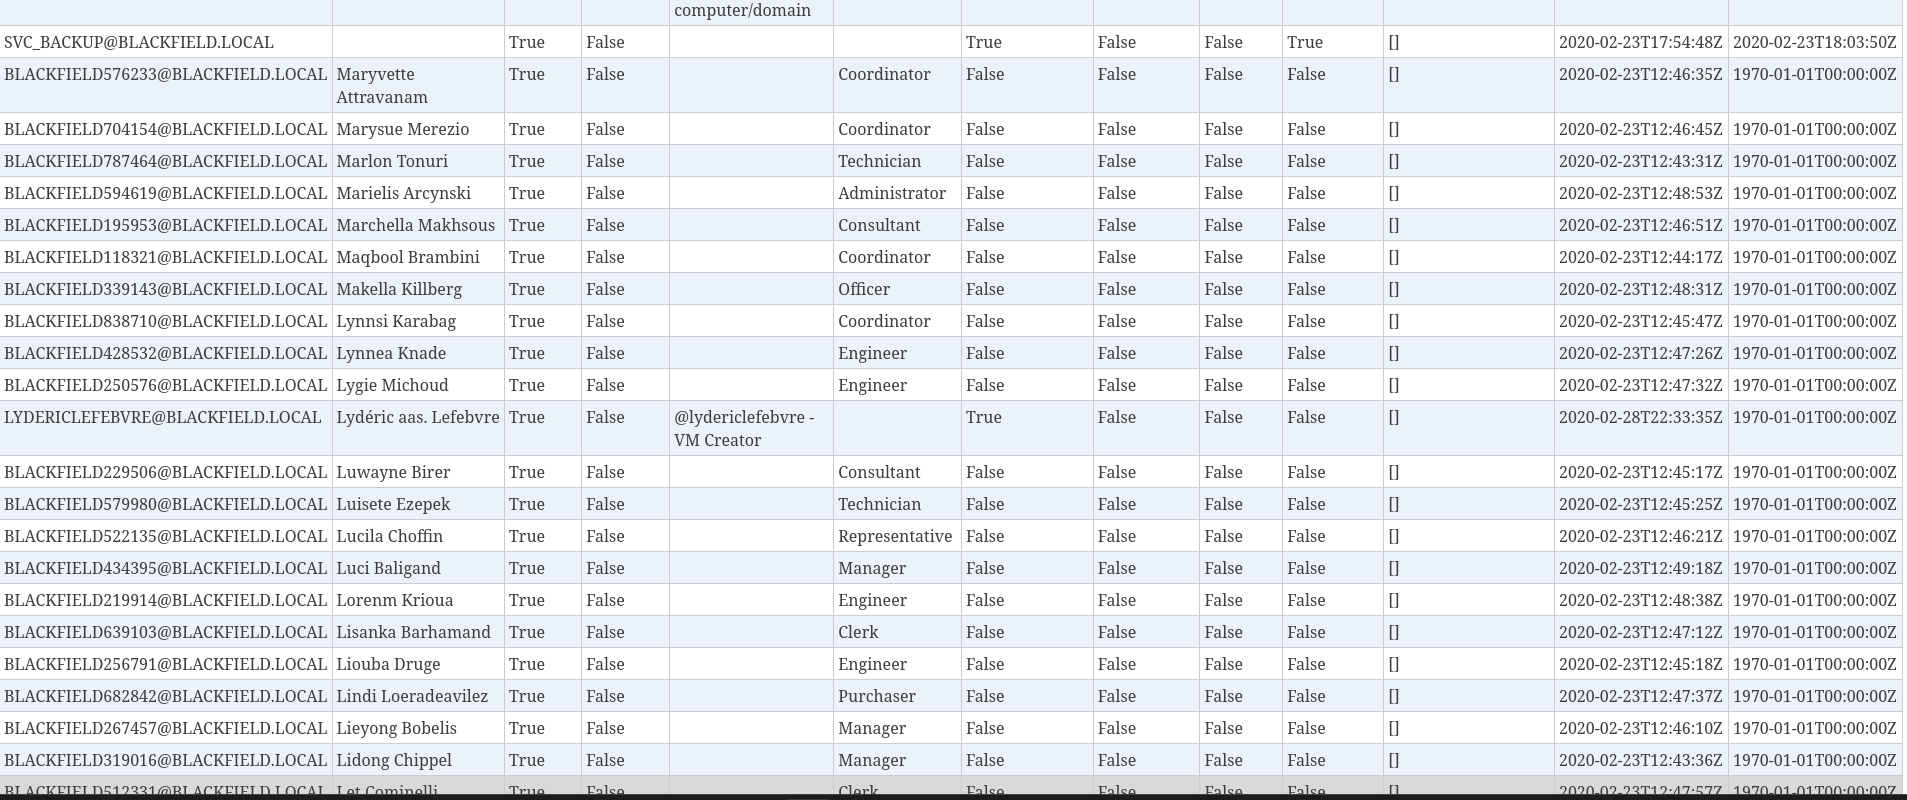 computer/domain
SVC_BACKUP@BLACKFIELD.LOCAL True False True False False True [] 2020-02-23T17:54:48Z 2020-02-23T18:03:50Z
BLACKFIELD576233@BLACKFIELD.LOCAL Maryvette True False Coordinator False False False False [] 2020-02-23T12:46:35Z 1970-01-01T00:00:00Z
Attravanam
BLACKFIELD704154@BLACKFIELD.LOCAL Marysue Merezio True False Coordinator False False False False [] 2020-02-23T12:46:45Z 1970-01-01T00:00:00Z
BLACKFIELD787464@BLACKFIELD.LOCAL Marlon Tonuri True False Technician False False False False [] 2020-02-23T12:43:31Z 1970-01-01T00:00:00Z
BLACKFIELD594619@BLACKFIELD.LOCAL Marielis Arcynski True False Administrator False False False False [] 2020-02-23T12:48:53Z 1970-01-01T00:00:00Z
BLACKFIELD195953@BLACKFIELD.LOCAL Marchella Makhsous True False Consultant False False False False [] 2020-02-23T12:46:51Z 1970-01-01T00:00:00Z
BLACKFIELD118321@BLACKFIELD.LOCAL Maqbool Brambini True False Coordinator False False False False [] 2020-02-23T12:44:17Z 1970-01-01T00:00:00Z
BLACKFIELD339143@BLACKFIELD.LOCAL Makella Killberg True False Officer False False False False [] 2020-02-23T12:48:31Z 1970-01-01T00:00:00Z
BLACKFIELD838710@BLACKFIELD.LOCAL Lynnsi Karabag True False Coordinator False False False False [] 2020-02-23T12:45:47Z 1970-01-01T00:00:00Z
BLACKFIELD428532@BLACKFIELD.LOCAL Lynnea Knade True False Engineer False False False False [] 2020-02-23T12:47:26Z 1970-01-01T00:00:00Z
BLACKFIELD250576@BLACKFIELD.LOCAL Lygie Michoud True False Engineer False False False False [] 2020-02-23T12:47:32Z 1970-01-01T00:00:00Z
LYDERICLEFEBVRE@BLACKFIELD.LOCAL Lydéric aas. Lefebvre True False @lydericlefebvre - True False False False [] 2020-02-28T22:33:35Z 1970-01-01T00:00:00Z
VM Creator
BLACKFIELD229506@BLACKFIELD.LOCAL Luwayne Birer True False Consultant False False False False [] 2020-02-23T12:45:17Z 1970-01-01T00:00:00Z
BLACKFIELD579980@BLACKFIELD.LOCAL Luisete Ezepek True False Technician False False False False [] 2020-02-23T12:45:25Z 1970-01-01T00:00:00Z
BLACKFIELD522135@BLACKFIELD.LOCAL Lucila Choffin True False Representative False False False False [] 2020-02-23T12:46:21Z 1970-01-01T00:00:00Z
BLACKFIELD434395@BLACKFIELD.LOCAL Luci Baligand True False Manager False False False False [] 2020-02-23T12:49:18Z 1970-01-01T00:00:00Z
BLACKFIELD219914@BLACKFIELD.LOCAL Lorenm Krioua True False Engineer False False False False [] 2020-02-23T12:48:38Z 1970-01-01T00:00:00Z
BLACKFIELD639103@BLACKFIELD.LOCAL Lisanka Barhamand True False Clerk False False False False [] 2020-02-23T12:47:12Z 1970-01-01T00:00:00Z
BLACKFIELD256791@BLACKFIELD.LOCAL Liouba Druge True False Engineer False False False False [] 2020-02-23T12:45:18Z 1970-01-01T00:00:00Z
BLACKFIELD682842@BLACKFIELD.LOCAL Lindi Loeradeavilez True False Purchaser False False False False [] 2020-02-23T12:47:37Z 1970-01-01T00:00:00Z
BLACKFIELD267457@BLACKFIELD.LOCAL Lieyong Bobelis True False Manager False False False False [] 2020-02-23T12:46:10Z 1970-01-01T00:00:00Z
BLACKFIELD319016@BLACKFIELD.LOCAL Lidong Chippel True False Manager False False False False [] 2020-02-23T12:43:36Z 1970-01-01T00:00:00Z
BLACKFIELD512331@BLACKFIELD.LOCAL Let Cominelli True False Clerk False False False False [] 2020-02-23T12:47:57Z 1970-01-01T00:00:00Z